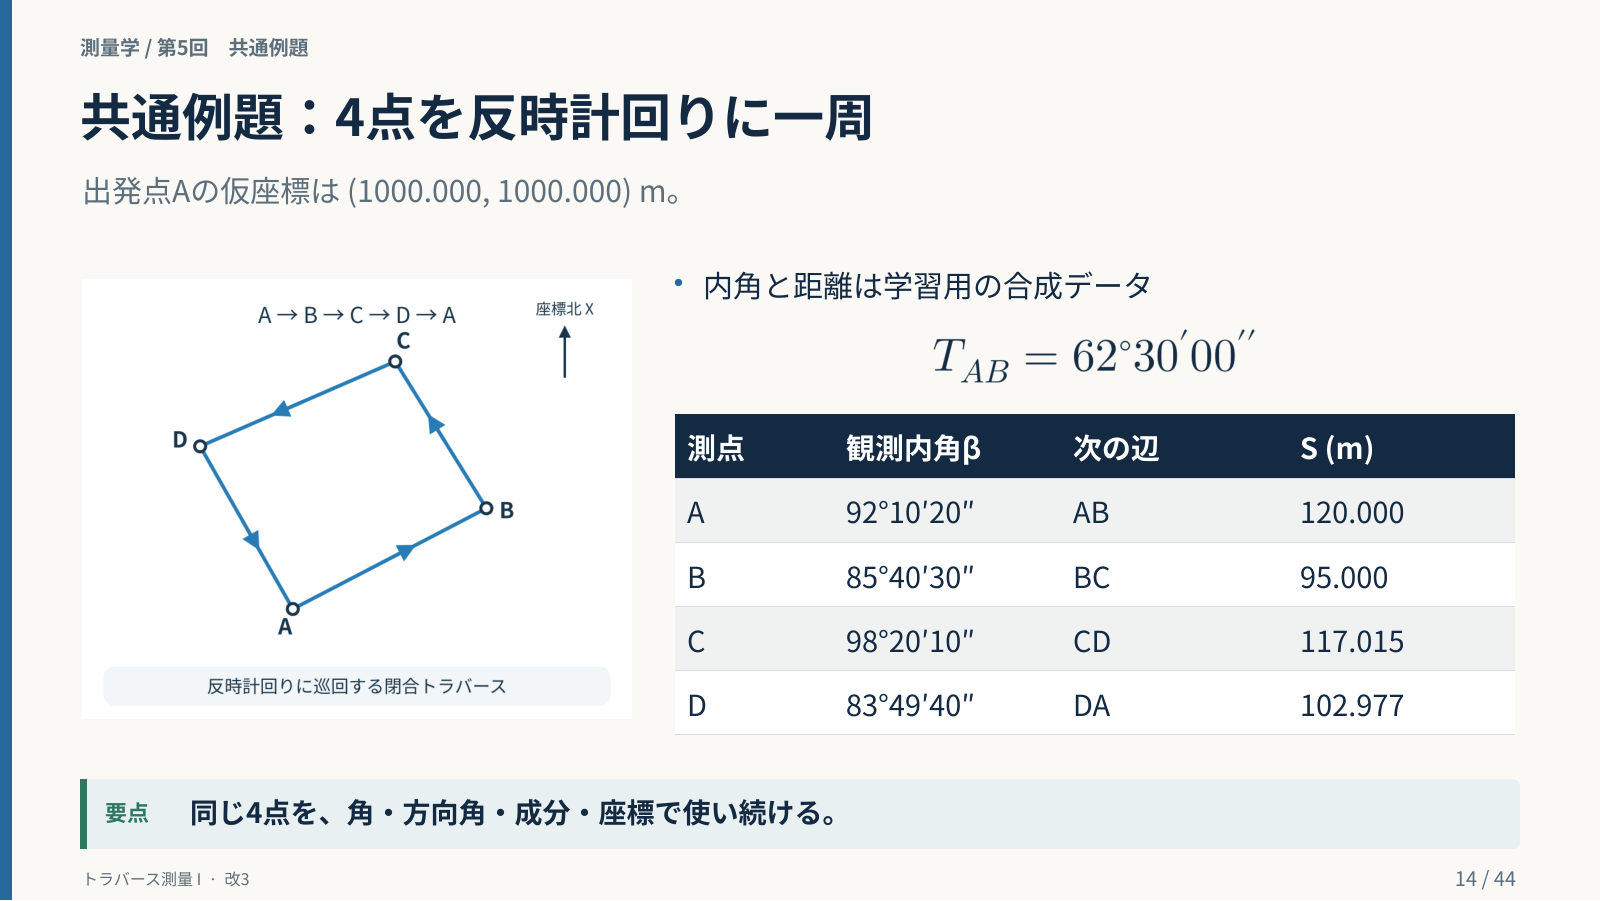 測量学 / 第5回　共通例題
共通例題：4点を反時計回りに一周
出発点Aの仮座標は (1000.000, 1000.000) m。
A → B → C → D → A
座標北 X
C
D
B
A
反時計回りに巡回する閉合トラバース
• 内角と距離は学習用の合成データ
T_{AB} = 62°30′00′′
測点 観測内角β 次の辺 S (m)
A 92°10′20″ AB 120.000
B 85°40′30″ BC 95.000
C 98°20′10″ CD 117.015
D 83°49′40″ DA 102.977
要点 同じ4点を、角・方向角・成分・座標で使い続ける。
トラバース測量 I · 改3
14 / 44